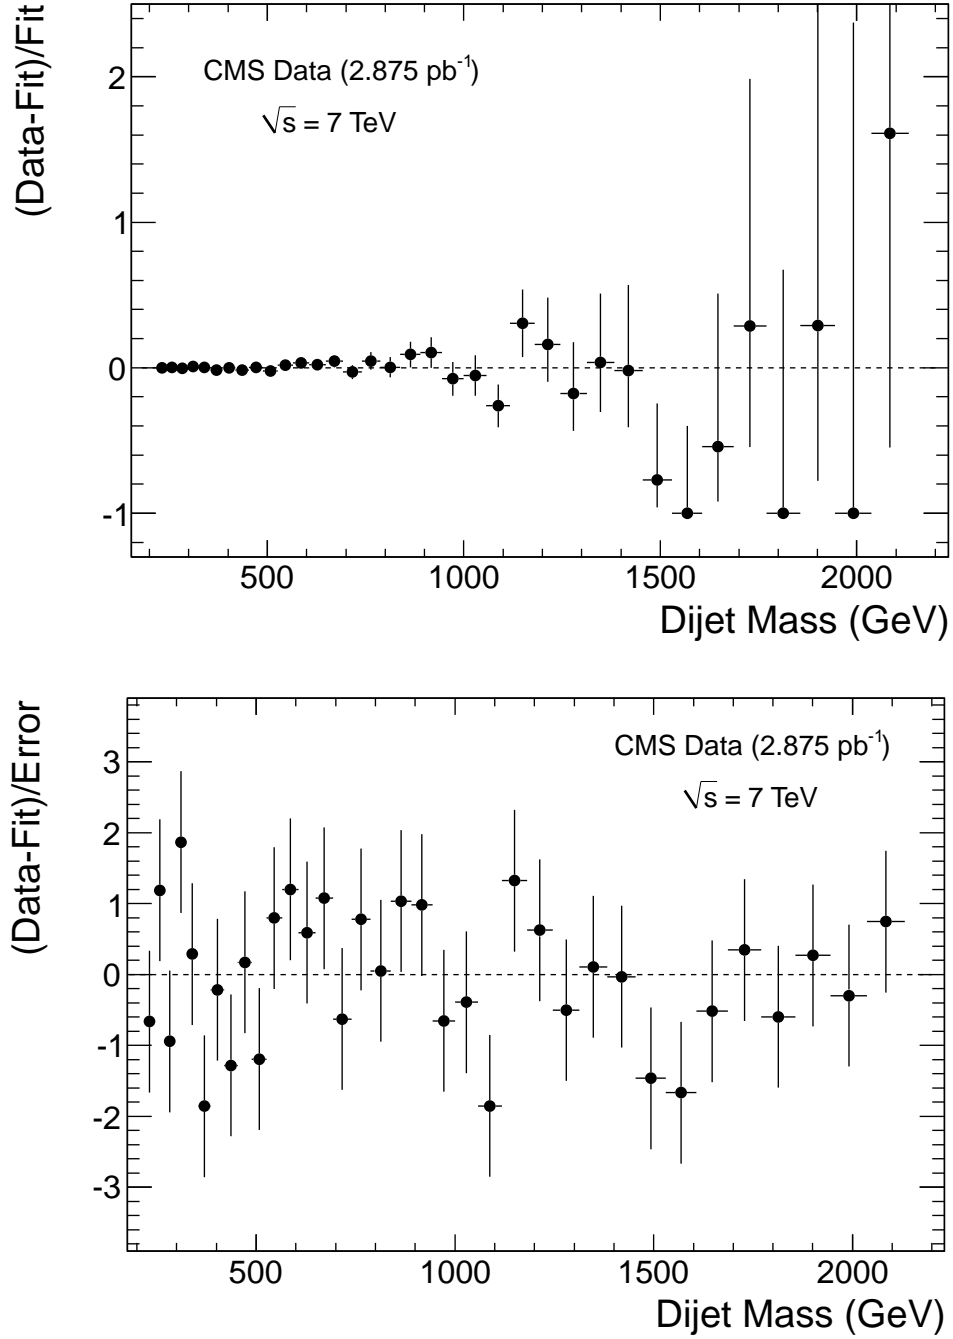 (Data-Fit)/Fit
CMS Data (2.875 pb⁻¹)
√s = 7 TeV
2
1
0
-1
500 1000 1500 2000
Dijet Mass (GeV)
(Data-Fit)/Error
CMS Data (2.875 pb⁻¹)
√s = 7 TeV
3
2
1
0
-1
-2
-3
500 1000 1500 2000
Dijet Mass (GeV)